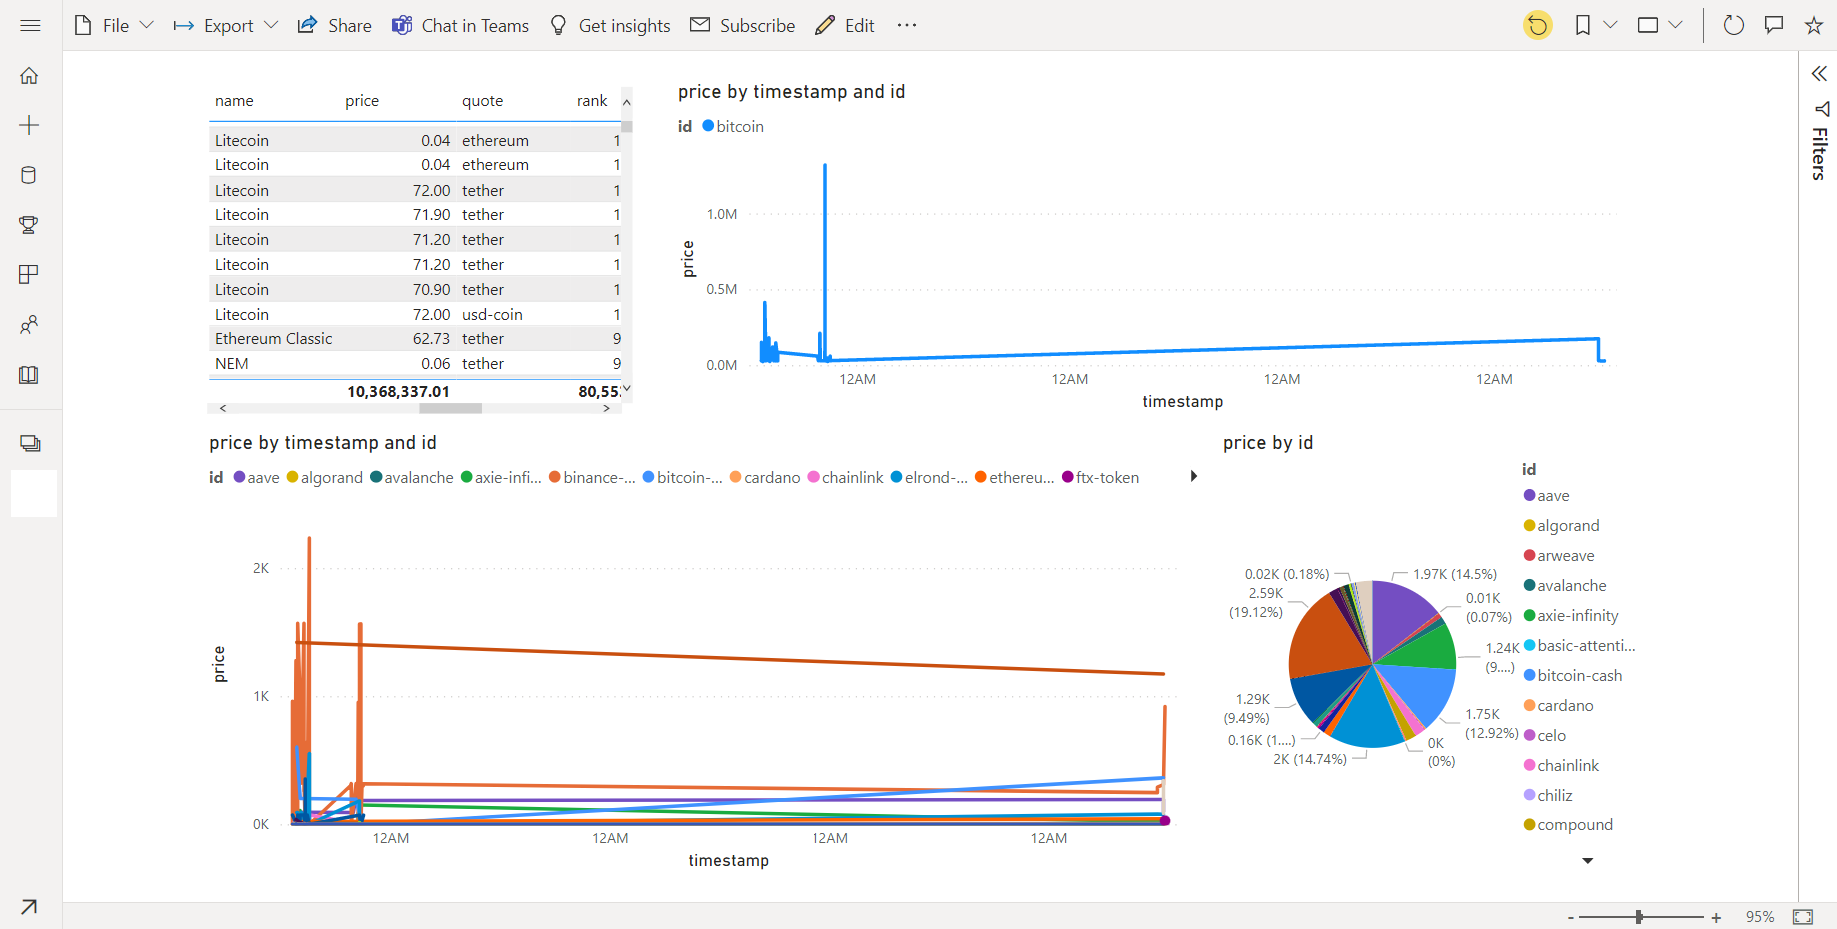 File Export Share Chat in Teams Get insights Subscribe Edit ···
name price quote rank
Litecoin 0.04 ethereum 1
Litecoin 0.04 ethereum 1
Litecoin 72.00 tether 1
Litecoin 71.90 tether 1
Litecoin 71.20 tether 1
Litecoin 71.20 tether 1
Litecoin 70.90 tether 1
Litecoin 72.00 usd-coin 1
Ethereum Classic 62.73 tether 9
NEM 0.06 tether 9
10,368,337.01 80,55
price by timestamp and id
id bitcoin
1.0M
0.5M
0.0M
price
12AM 12AM 12AM 12AM
timestamp
Filters
price by timestamp and id
id aave algorand avalanche axie-infi... binance-... bitcoin-... cardano chainlink elrond-... ethereu... ftx-token
2K
1K
0K
price
12AM 12AM 12AM 12AM
timestamp
price by id
0.02K (0.18%)
2.59K
(19.12%)
1.29K
(9.49%)
0.16K (1....)
2K (14.74%)
1.97K (14.5%)
0.01K
(0.07%)
1.24K
(9....)
1.75K
(12.92%)
0K
(0%)
id
aave
algorand
arweave
avalanche
axie-infinity
basic-attenti...
bitcoin-cash
cardano
celo
chainlink
chiliz
compound
- + 95%